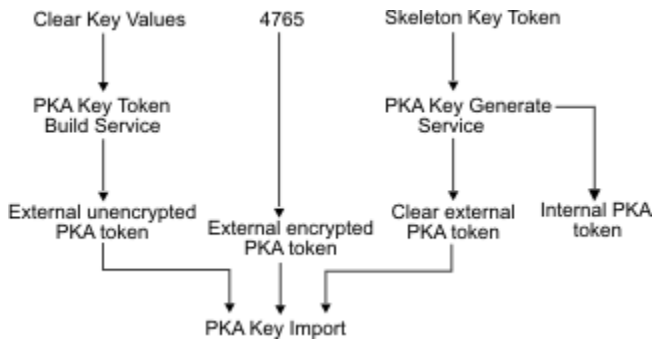 Clear Key Values
4765
Skeleton Key Token
PKA Key Token
Build Service
PKA Key Generate
Service
External unencrypted
PKA token
External encrypted
PKA token
Clear external
PKA token
Internal PKA
token
PKA Key Import